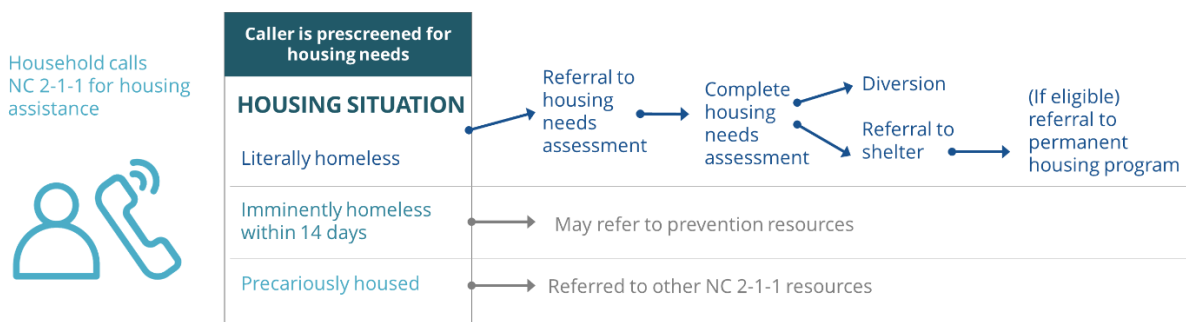 Household calls
NC 2-1-1 for housing
assistance
Caller is prescreened for
housing needs
HOUSING SITUATION
Literally homeless
Referral to
housing
needs
assessment
Complete
housing
needs
assessment
Diversion
Referral to
shelter
(If eligible)
referral to
permanent
housing program
Imminently homeless
within 14 days
May refer to prevention resources
Precariously housed
Referred to other NC 2-1-1 resources